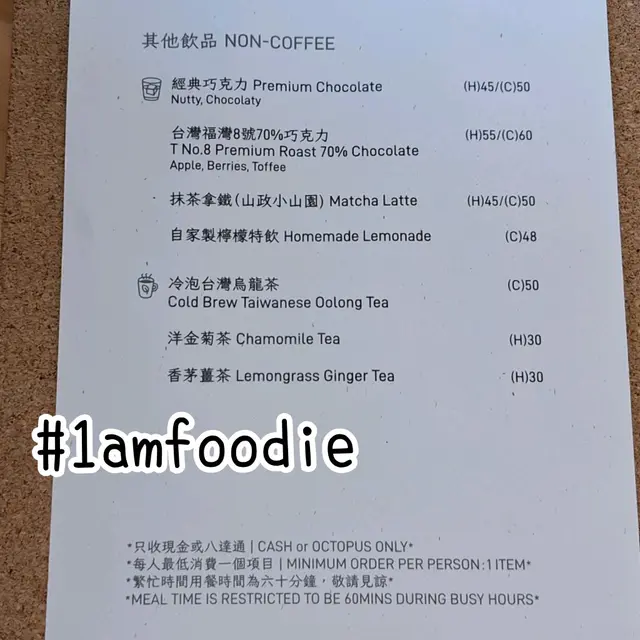 其他飲品 NON-COFFEE
經典巧克力 Premium Chocolate (H)45/(C)50
Nutty, Chocolaty
台灣福灣8號70%巧克力 (H)55/(C)60
T No.8 Premium Roast 70% Chocolate
Apple, Berries, Toffee
抹茶拿鐵(山政小山園) Matcha Latte (H)45/(C)50
自家製檸檬特飲 Homemade Lemonade (C)48
冷泡台灣烏龍茶 (C)50
Cold Brew Taiwanese Oolong Tea
洋金菊茶 Chamomile Tea (H)30
香茅薑茶 Lemongrass Ginger Tea (H)30
#1amfoodie
*只收現金或八達通 | CASH or OCTOPUS ONLY*
*每人最低消費一個項目 | MINIMUM ORDER PER PERSON:1 ITEM*
*繁忙時間用餐時間為六十分鐘，敬請見諒*
*MEAL TIME IS RESTRICTED TO BE 60MINS DURING BUSY HOURS*